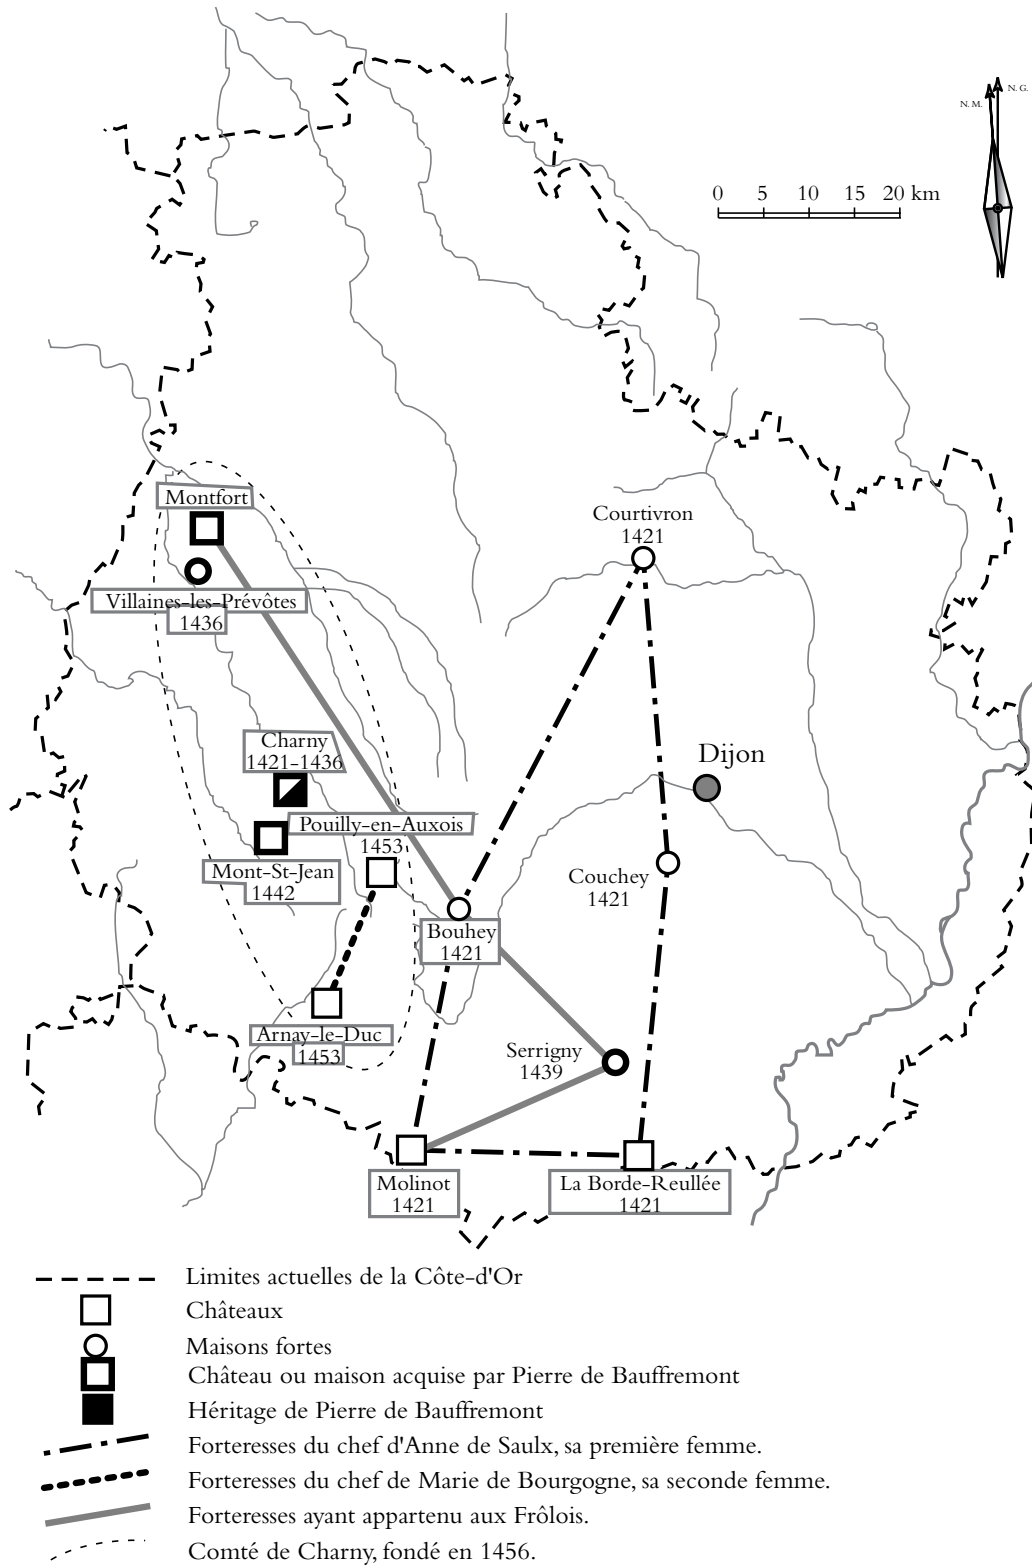 N. G.
N. M.
0 5 10 15 20 km
Montfort
Courtivron
1421
Villaines-les-Prévôtes
1436
Charny
1421-1436
Dijon
Pouilly-en-Auxois
1453
Mont-St-Jean
1442
Couchey
1421
Bouhey
1421
Arnay-le-Duc
1453
Serrigny
1439
Molinot
1421
La Borde-Reullée
1421
Limites actuelles de la Côte-d'Or
Châteaux
Maisons fortes
Château ou maison acquise par Pierre de Bauffremont
Héritage de Pierre de Bauffremont
Forteresses du chef d'Anne de Saulx, sa première femme.
Forteresses du chef de Marie de Bourgogne, sa seconde femme.
Forteresses ayant appartenu aux Frôlois.
Comté de Charny, fondé en 1456.